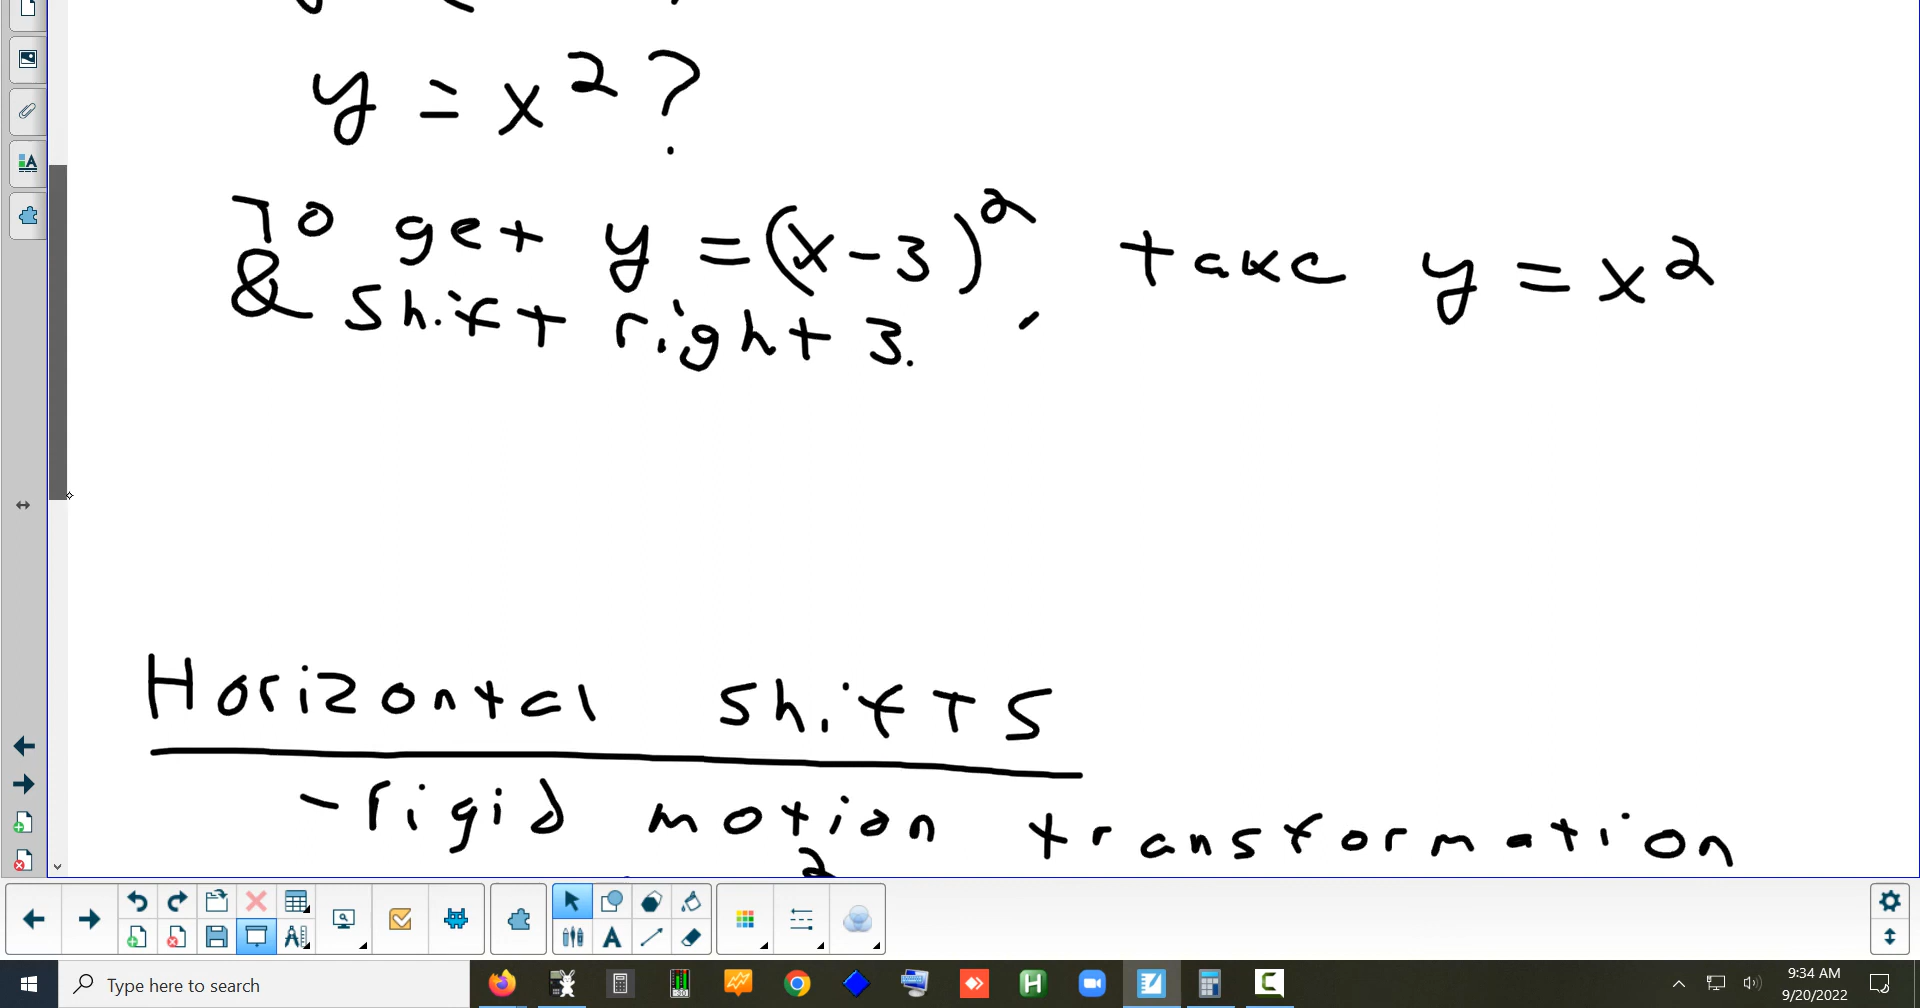 y = x²?
To get y = (x-3)², take y = x²
& shift right 3.
Horizontal shifts
- rigid motion transformation
2
Type here to search
9:34 AM
9/20/2022